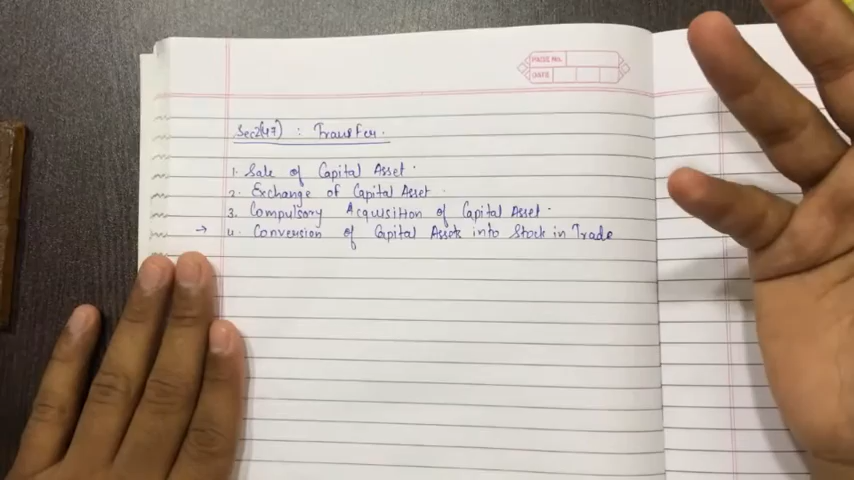 PAGE No.
DATE
Sec2(47) : Transfer.
1. Sale of Capital Asset.
2. Exchange of Capital Asset.
3. Compulsory Acquisition of Capital Asset.
→ 4. Conversion of Capital Assets into Stock in Trade